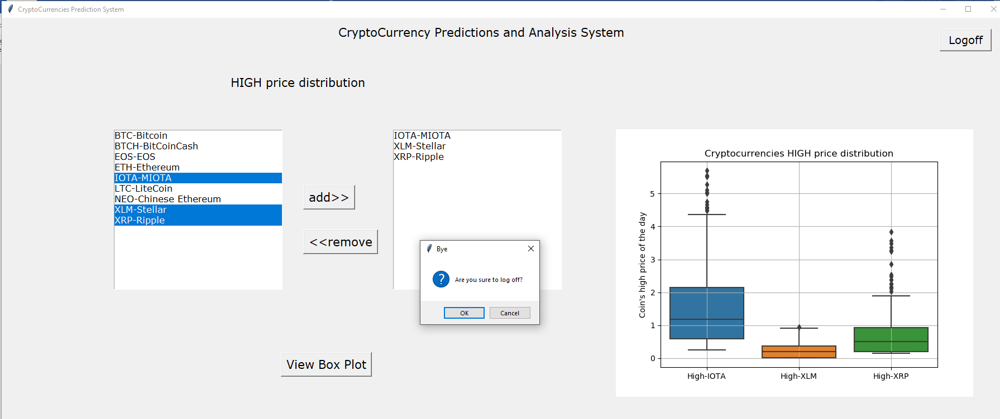 CryptoCurrencies Prediction System
CryptoCurrency Predictions and Analysis System
Logoff
HIGH price distribution
BTC-Bitcoin
BTCH-BitCoinCash
EOS-EOS
ETH-Ethereum
IOTA-MIOTA
LTC-LiteCoin
NEO-Chinese Ethereum
XLM-Stellar
XRP-Ripple
add>>
<<remove
IOTA-MIOTA
XLM-Stellar
XRP-Ripple
Bye
Are you sure to log off?
OK
Cancel
View Box Plot
Cryptocurrencies HIGH price distribution
Coin's high price of the day
5
4
3
2
1
0
High-IOTA
High-XLM
High-XRP